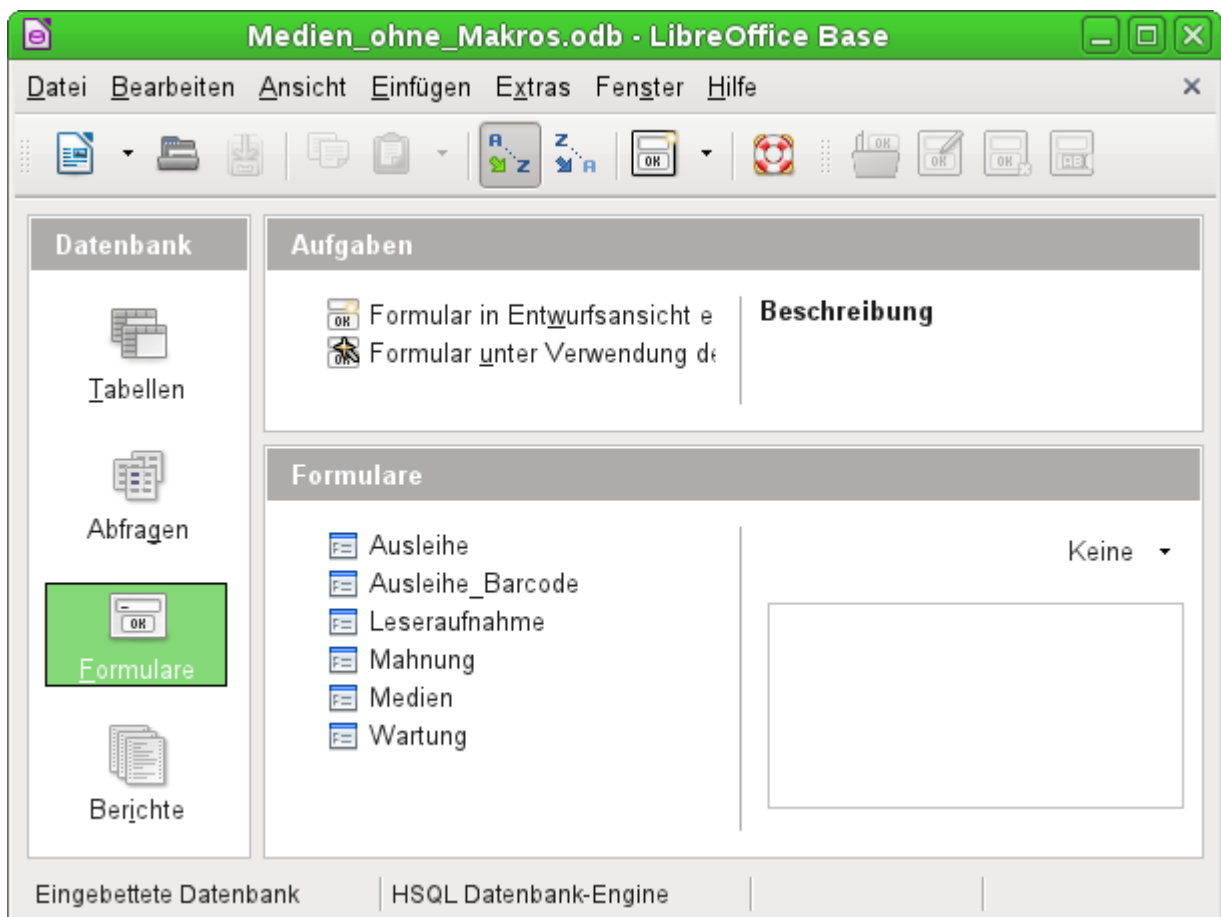 Medien_ohne_Makros.odb - LibreOffice Base
Datei Bearbeiten Ansicht Einfügen Extras Fenster Hilfe
Datenbank
Tabellen
Abfragen
Formulare
Berichte
Aufgaben
Formular in Entwurfsansicht e
Formular unter Verwendung de
Beschreibung
Formulare
Ausleihe
Ausleihe_Barcode
Leseraufnahme
Mahnung
Medien
Wartung
Keine
Eingebettete Datenbank HSQL Datenbank-Engine